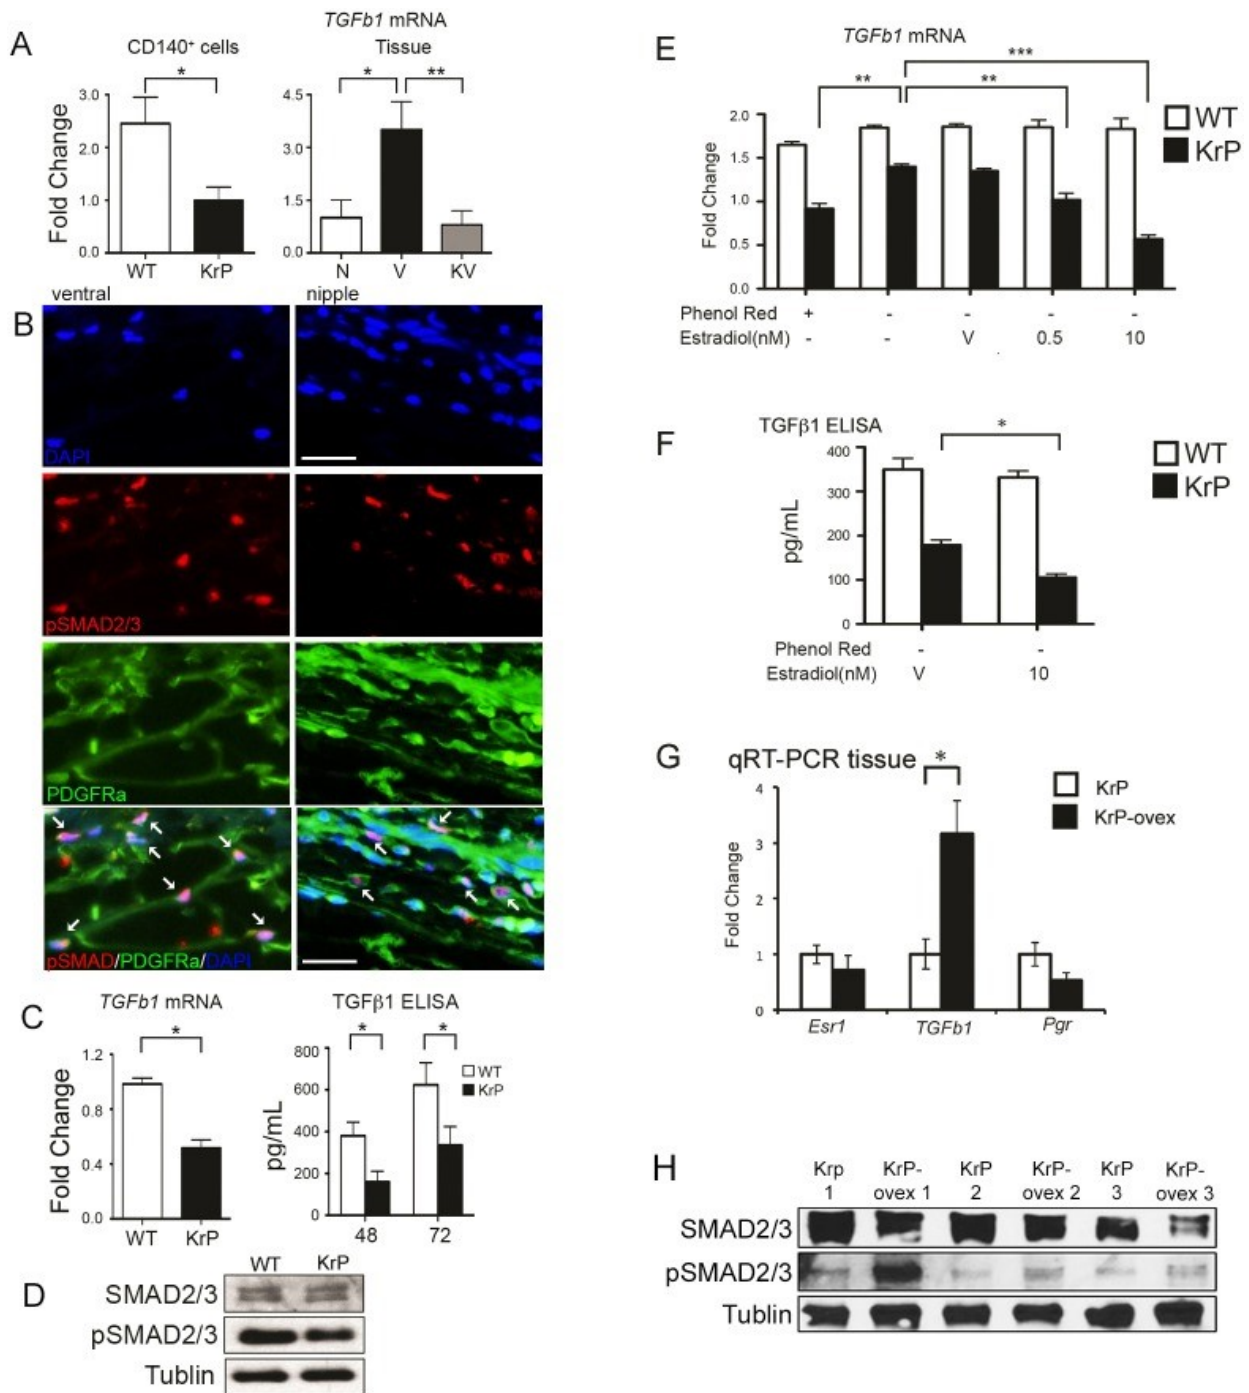 A
TGFb1 mRNA
CD140+ cells
Tissue
*
*
**
Fold Change
3.0
2.5
2.0
1.5
1.0
0.5
0.0
4.5
3.0
1.5
0.0
WT
KrP
N
V
KV
B
ventral
nipple
DAPI
pSMAD2/3
PDGFRa
pSMAD/PDGFRa/DAPI
C
TGFb1 mRNA
TGFβ1 ELISA
*
*
*
Fold Change
1.2
0.8
0.4
0.0
WT
KrP
pg/mL
800
600
400
200
0
48
72
WT
KrP
D
WT
KrP
SMAD2/3
pSMAD2/3
Tublin
E
TGFb1 mRNA
***
**
**
WT
KrP
Fold Change
2.0
1.5
1.0
0.5
0.0
Phenol Red + - - - -
Estradiol(nM) - - V 0.5 10
F
TGFβ1 ELISA
*
WT
KrP
pg/mL
400
300
200
100
0
Phenol Red - -
Estradiol(nM) V 10
G
qRT-PCR tissue
*
KrP
KrP-ovex
Fold Change
4
3
2
1
0
Esr1
TGFb1
Pgr
H
Krp KrP- KrP KrP- KrP KrP-
1 ovex 1 2 ovex 2 3 ovex 3
SMAD2/3
pSMAD2/3
Tublin